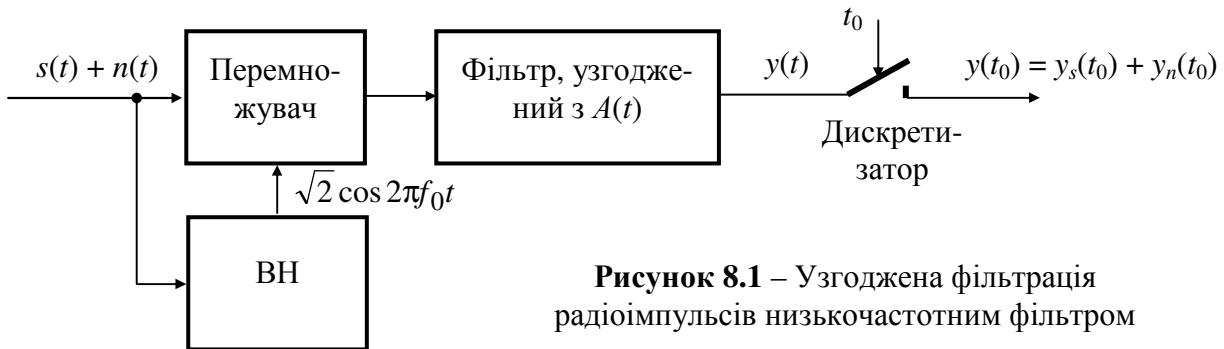 t₀
s(t) + n(t)
Перемно-
жувач
Фільтр, узгодже-
ний з A(t)
y(t)
y(t₀) = yₛ(t₀) + yₙ(t₀)
Дискрети-
затор
√2 cos 2πf₀t
ВН
Рисунок 8.1 – Узгоджена фільтрація
радіоімпульсів низькочастотним фільтром